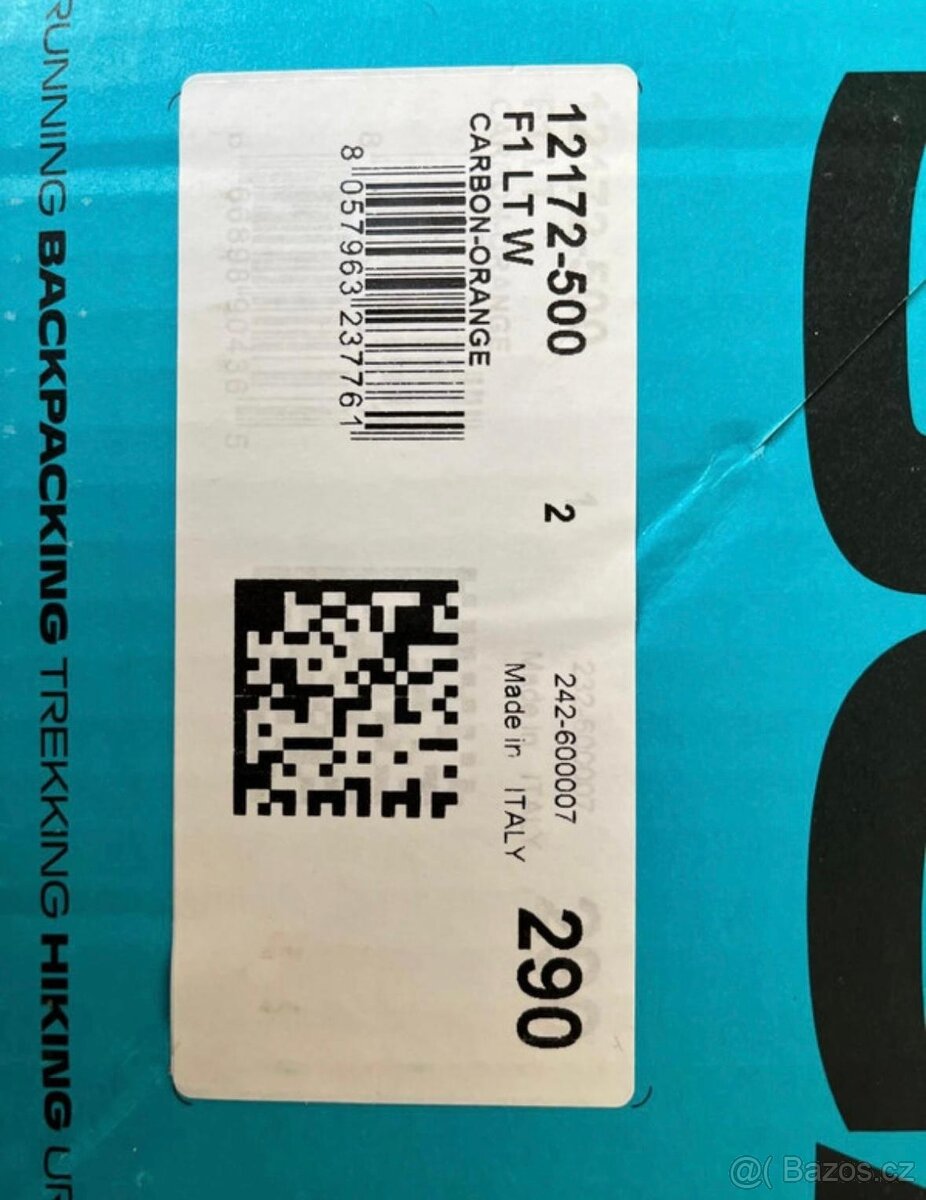 12172-500
F1 LT W
CARBON-ORANGE
8 057963 237761
2
242-600007
Made in ITALY
290
RUNNING BACKPACKING TREKKING HIKING UR
@( Bazos.cz